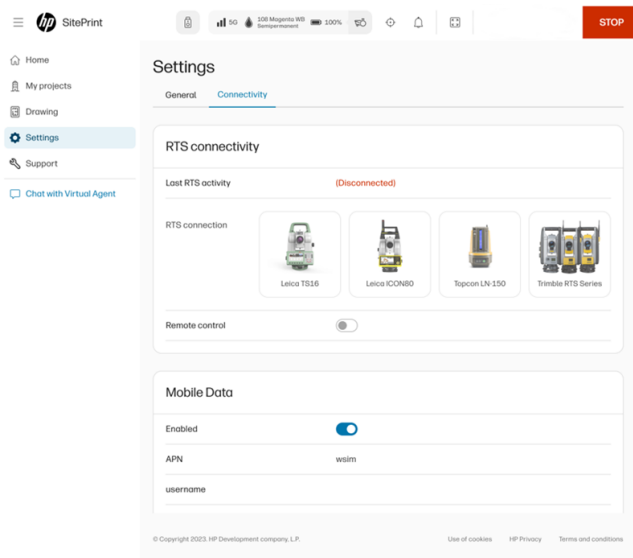 hp SitePrint
5G
108 Magenta WB
Semipermanent
100%
STOP
Home
My projects
Drawing
Settings
Support
Chat with Virtual Agent
Settings
General
Connectivity
RTS connectivity
Last RTS activity
(Disconnected)
RTS connection
Leica TS16
Leica ICON80
Topcon LN-150
Trimble RTS Series
Remote control
Mobile Data
Enabled
APN
wsim
username
© Copyright 2023. HP Development company, L.P.
Use of cookies
HP Privacy
Terms and conditions